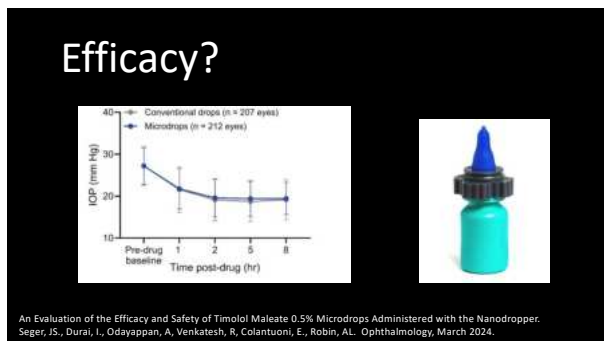 Efficacy?
40
Conventional drops (n = 207 eyes)
Microdrops (n = 212 eyes)
30
IOP (mm Hg)
20
10
Pre-drug baseline
1
2
5
8
Time post-drug (hr)
An Evaluation of the Efficacy and Safety of Timolol Maleate 0.5% Microdrops Administered with the Nanodropper.
Seger, JS., Durai, I., Odayappan, A, Venkatesh, R, Colantuoni, E., Robin, AL. Ophthalmology, March 2024.